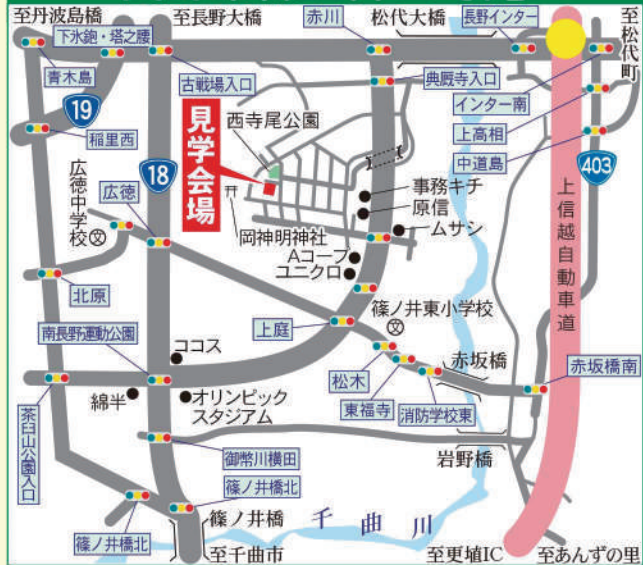 至丹波島橋
至長野大橋
赤川
松代大橋
長野インター
至松代町
下氷鉋・塔之腰
青木島
古戦場入口
典厩寺入口
インター南
19
西寺尾公園
上高相
稲里西
見学会場
中道島
403
18
広徳中学校
文
広徳
事務キチ
原信
ムサシ
岡神明神社
Aコープ
ユニクロ
上信越自動車道
北原
篠ノ井東小学校
文
南長野運動公園
ココス
上庭
赤坂橋
松木
赤坂橋南
綿半
オリンピック
スタジアム
東福寺
消防学校東
茶臼山公園入口
御幣川横田
岩野橋
篠ノ井橋北
篠ノ井橋
千曲川
篠ノ井橋北
至千曲市
至更埴IC
至あんずの里